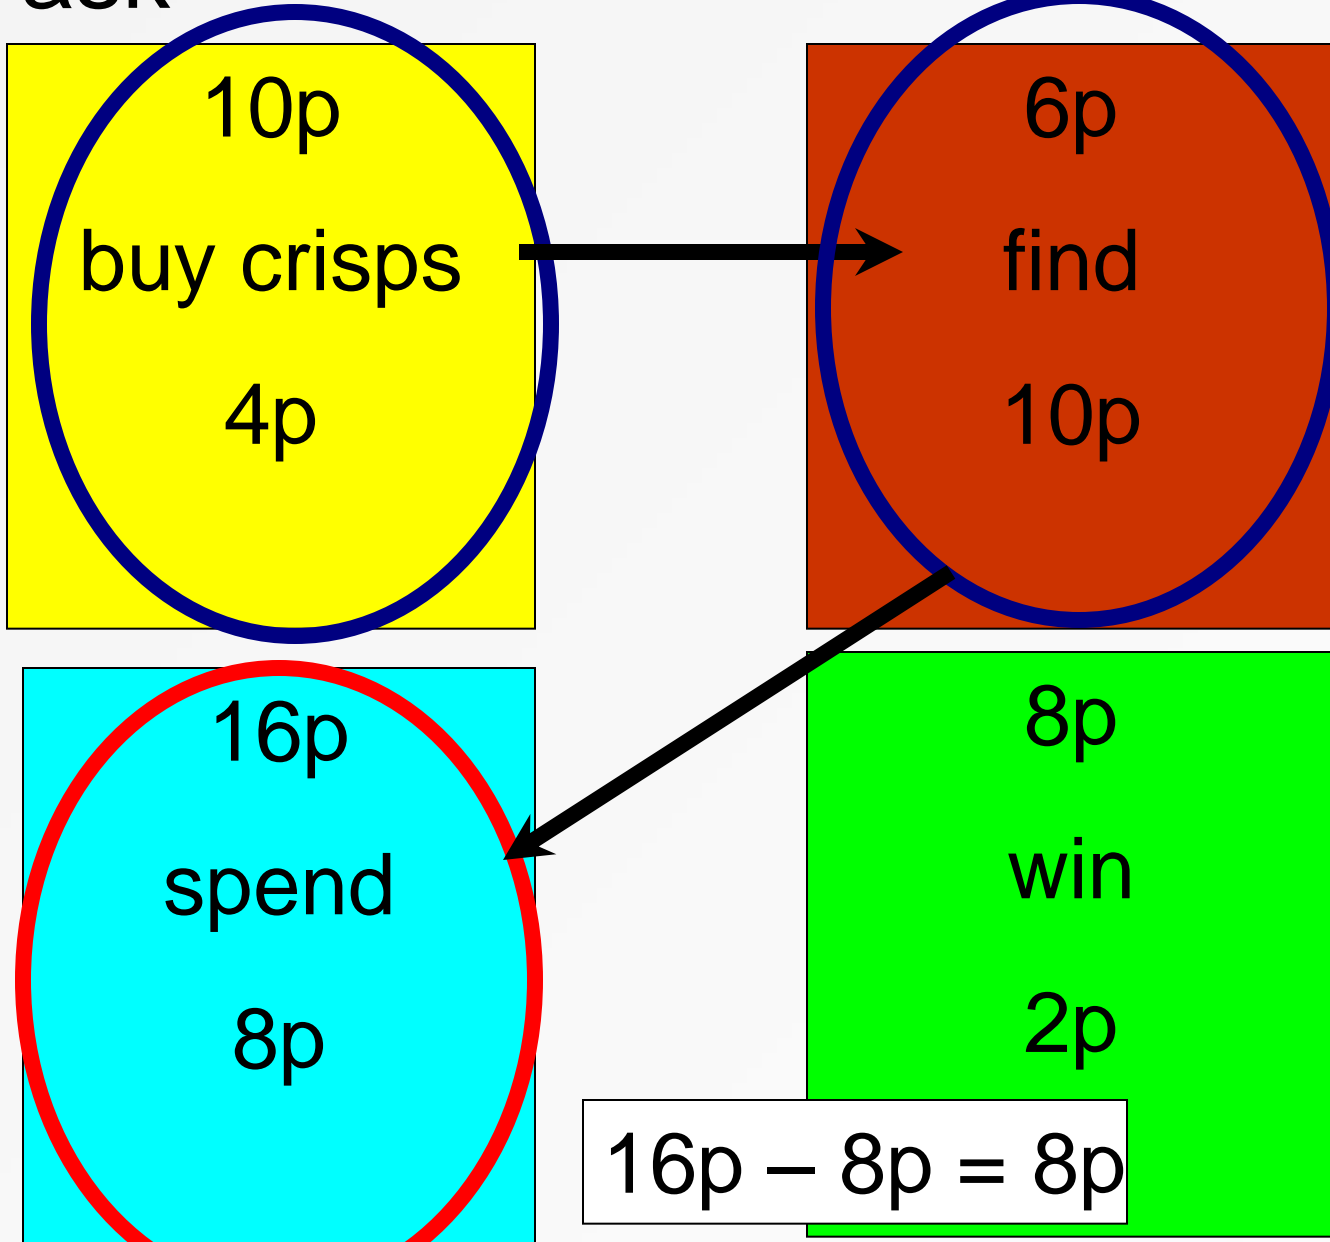 10p
buy crisps
4p
6p
find
10p
16p
spend
8p
8p
win
2p
16p – 8p = 8p